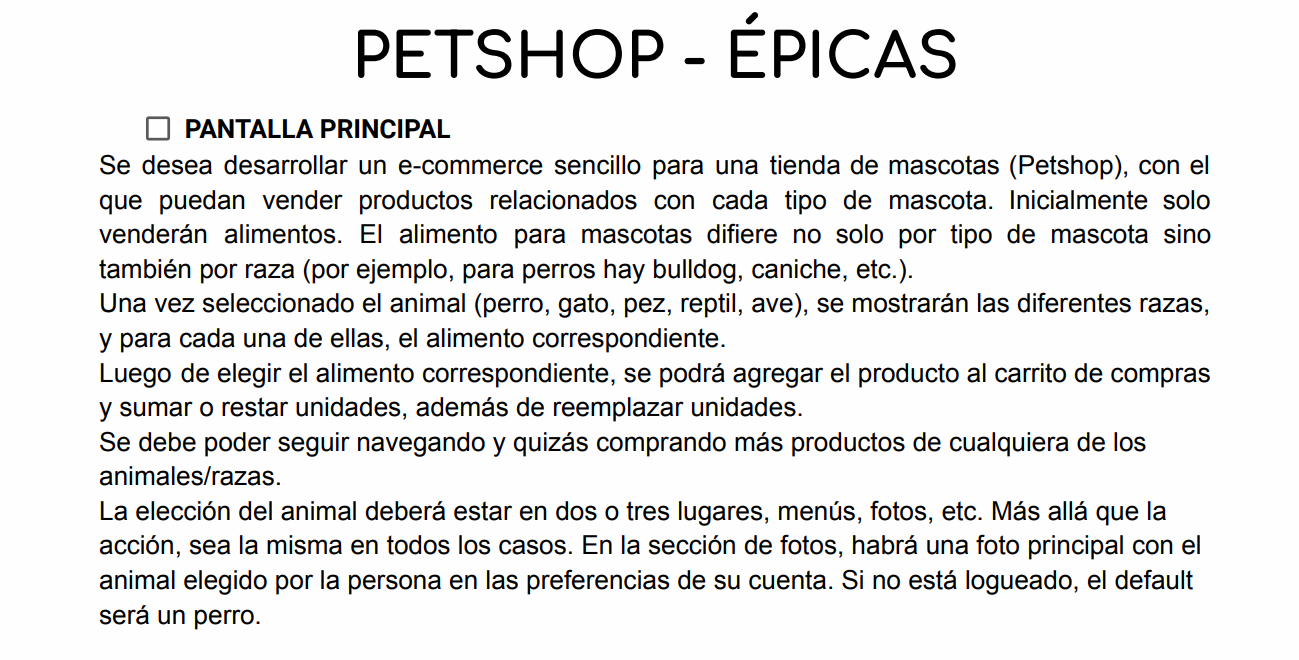 PETSHOP - ÉPICAS
PANTALLA PRINCIPAL
Se desea desarrollar un e-commerce sencillo para una tienda de mascotas (Petshop), con el
que puedan vender productos relacionados con cada tipo de mascota. Inicialmente solo
venderán alimentos. El alimento para mascotas difiere no solo por tipo de mascota sino
también por raza (por ejemplo, para perros hay bulldog, caniche, etc.).
Una vez seleccionado el animal (perro, gato, pez, reptil, ave), se mostrarán las diferentes razas,
y para cada una de ellas, el alimento correspondiente.
Luego de elegir el alimento correspondiente, se podrá agregar el producto al carrito de compras
y sumar o restar unidades, además de reemplazar unidades.
Se debe poder seguir navegando y quizás comprando más productos de cualquiera de los
animales/razas.
La elección del animal deberá estar en dos o tres lugares, menús, fotos, etc. Más allá que la
acción, sea la misma en todos los casos. En la sección de fotos, habrá una foto principal con el
animal elegido por la persona en las preferencias de su cuenta. Si no está logueado, el default
será un perro.